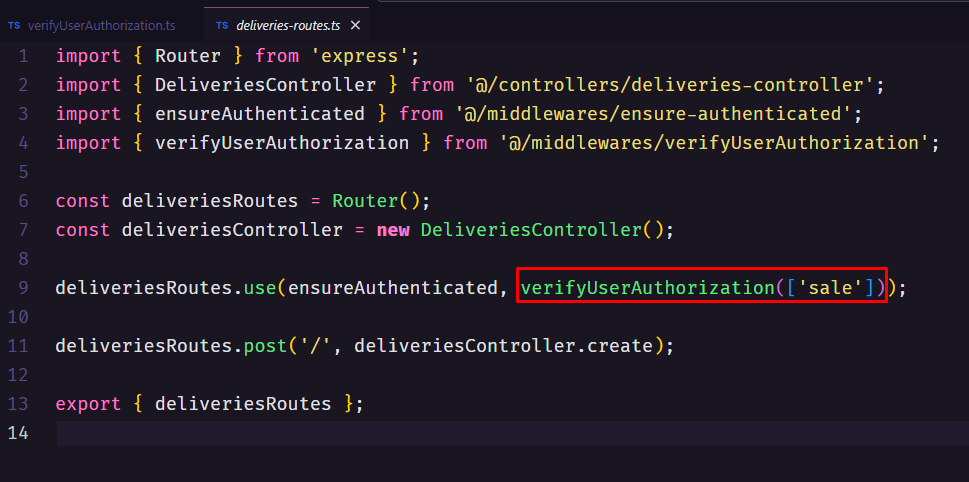 TS verifyUserAuthorization.ts TS deliveries-routes.ts ×
1 import { Router } from 'express';
2 import { DeliveriesController } from '@/controllers/deliveries-controller';
3 import { ensureAuthenticated } from '@/middlewares/ensure-authenticated';
4 import { verifyUserAuthorization } from '@/middlewares/verifyUserAuthorization';
5
6 const deliveriesRoutes = Router();
7 const deliveriesController = new DeliveriesController();
8
9 deliveriesRoutes.use(ensureAuthenticated, verifyUserAuthorization(['sale']));
10
11 deliveriesRoutes.post('/', deliveriesController.create);
12
13 export { deliveriesRoutes };
14